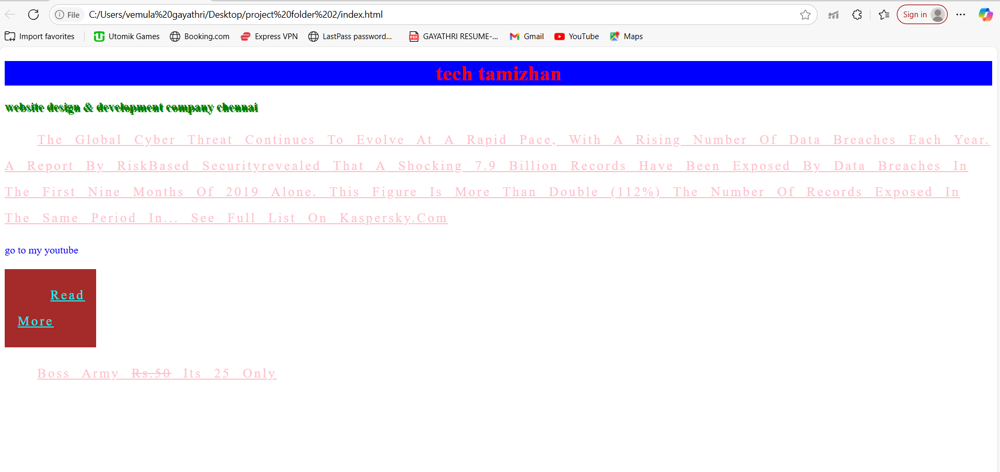 File C:/Users/vemula%20gayathri/Desktop/project%20folder%202/index.html Sign in
Import favorites Utomik Games Booking.com Express VPN LastPass password... GAYATHRI RESUME-... Gmail YouTube Maps
tech tamizhan
website design & development company chennai
The Global Cyber Threat Continues To Evolve At A Rapid Pace, With A Rising Number Of Data Breaches Each Year.
A Report By RiskBased Securityrevealed That A Shocking 7.9 Billion Records Have Been Exposed By Data Breaches In
The First Nine Months Of 2019 Alone. This Figure Is More Than Double (112%) The Number Of Records Exposed In
The Same Period In... See Full List On Kaspersky.Com
go to my youtube
Read
More
Boss Army Rs.50 Its 25 Only